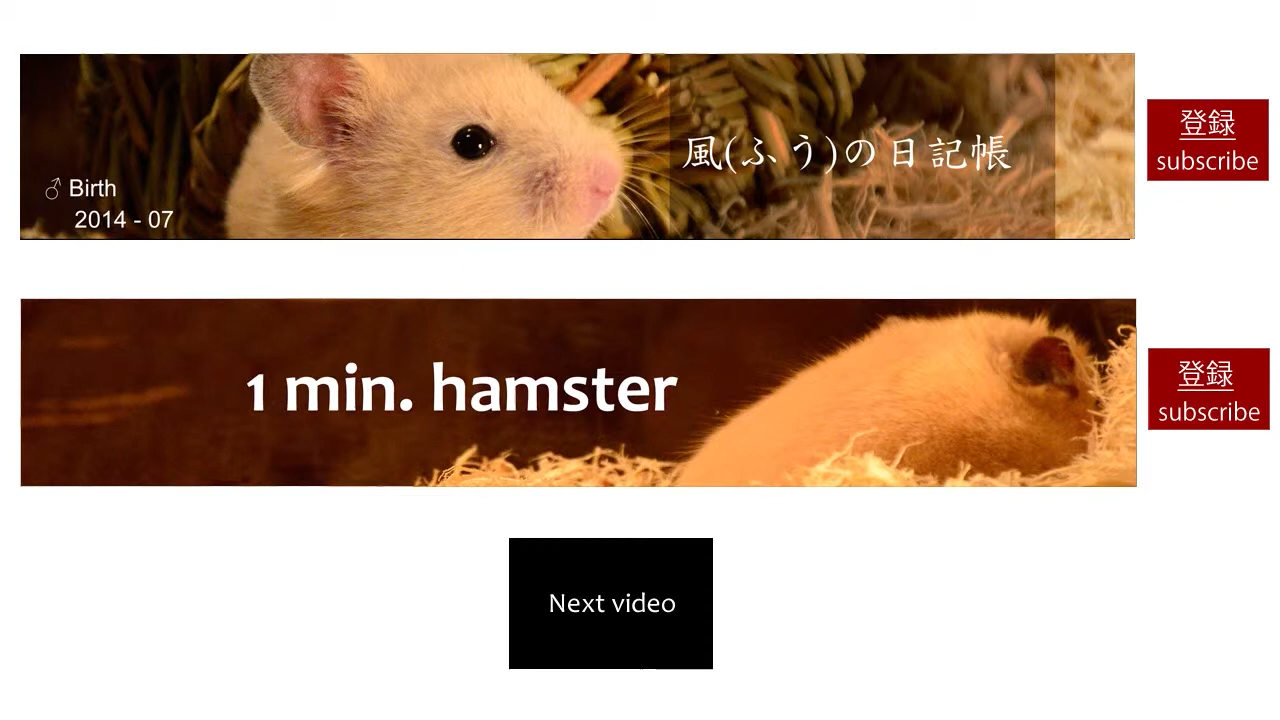 ♂ Birth
2014 - 07
風(ふう)の日記帳
登録
subscribe
1 min. hamster
登録
subscribe
Next video